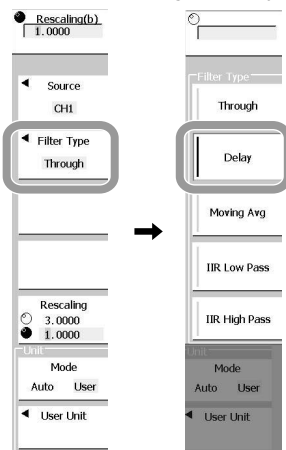 Rescaling(b)
1.0000
Source
CH1
Filter Type
Through
Rescaling
3.0000
1.0000
Unit
Mode
Auto User
User Unit
Filter Type
Through
Delay
Moving Avg
IIR Low Pass
IIR High Pass
Unit
Mode
Auto User
User Unit